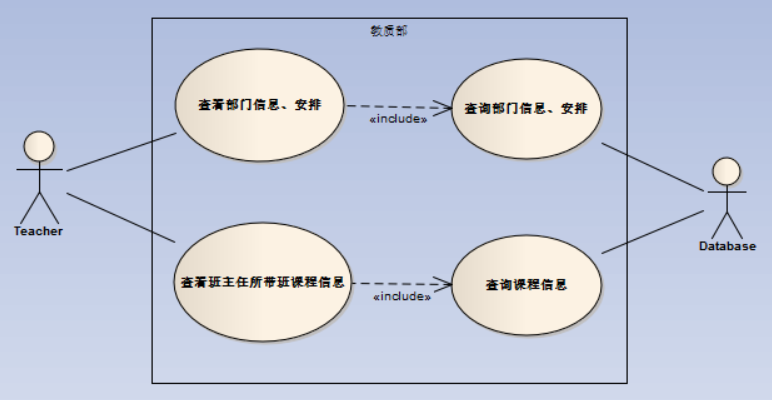 教质部
查看部门信息、安排
查询部门信息、安排
«include»
Teacher
Database
查看班主任所带班课程信息
查询课程信息
«include»